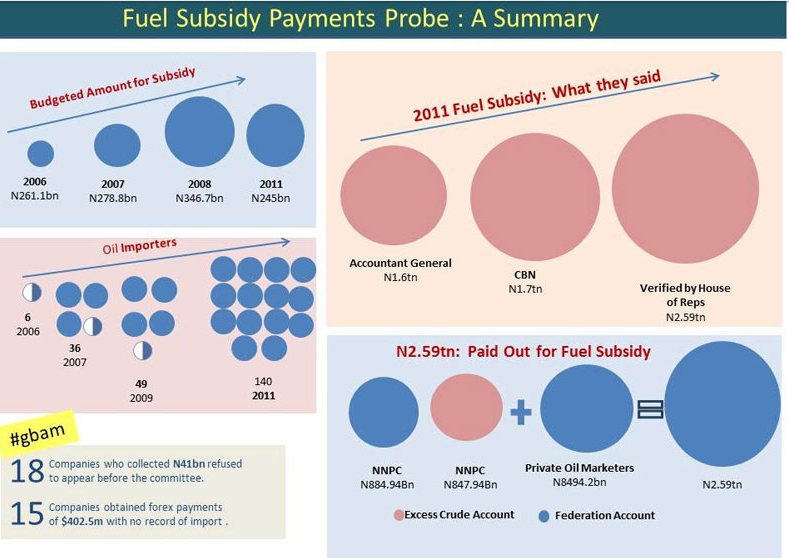 Fuel Subsidy Payments Probe : A Summary
Budgeted Amount for Subsidy
2006
N261.1bn
2007
N278.8bn
2008
N346.7bn
2011
N245bn
2011 Fuel Subsidy: What they said
Accountant General
N1.6tn
CBN
N1.7tn
Verified by House
of Reps
N2.59tn
Oil Importers
6
2006
36
2007
49
2009
140
2011
N2.59tn: Paid Out for Fuel Subsidy
NNPC
N884.94Bn
NNPC
N847.94Bn
Private Oil Marketers
N8494.2bn
N2.59tn
Excess Crude Account
Federation Account
#gbam
18 Companies who collected N41bn refused
to appear before the committee.
15 Companies obtained forex payments
of $402.5m with no record of import .